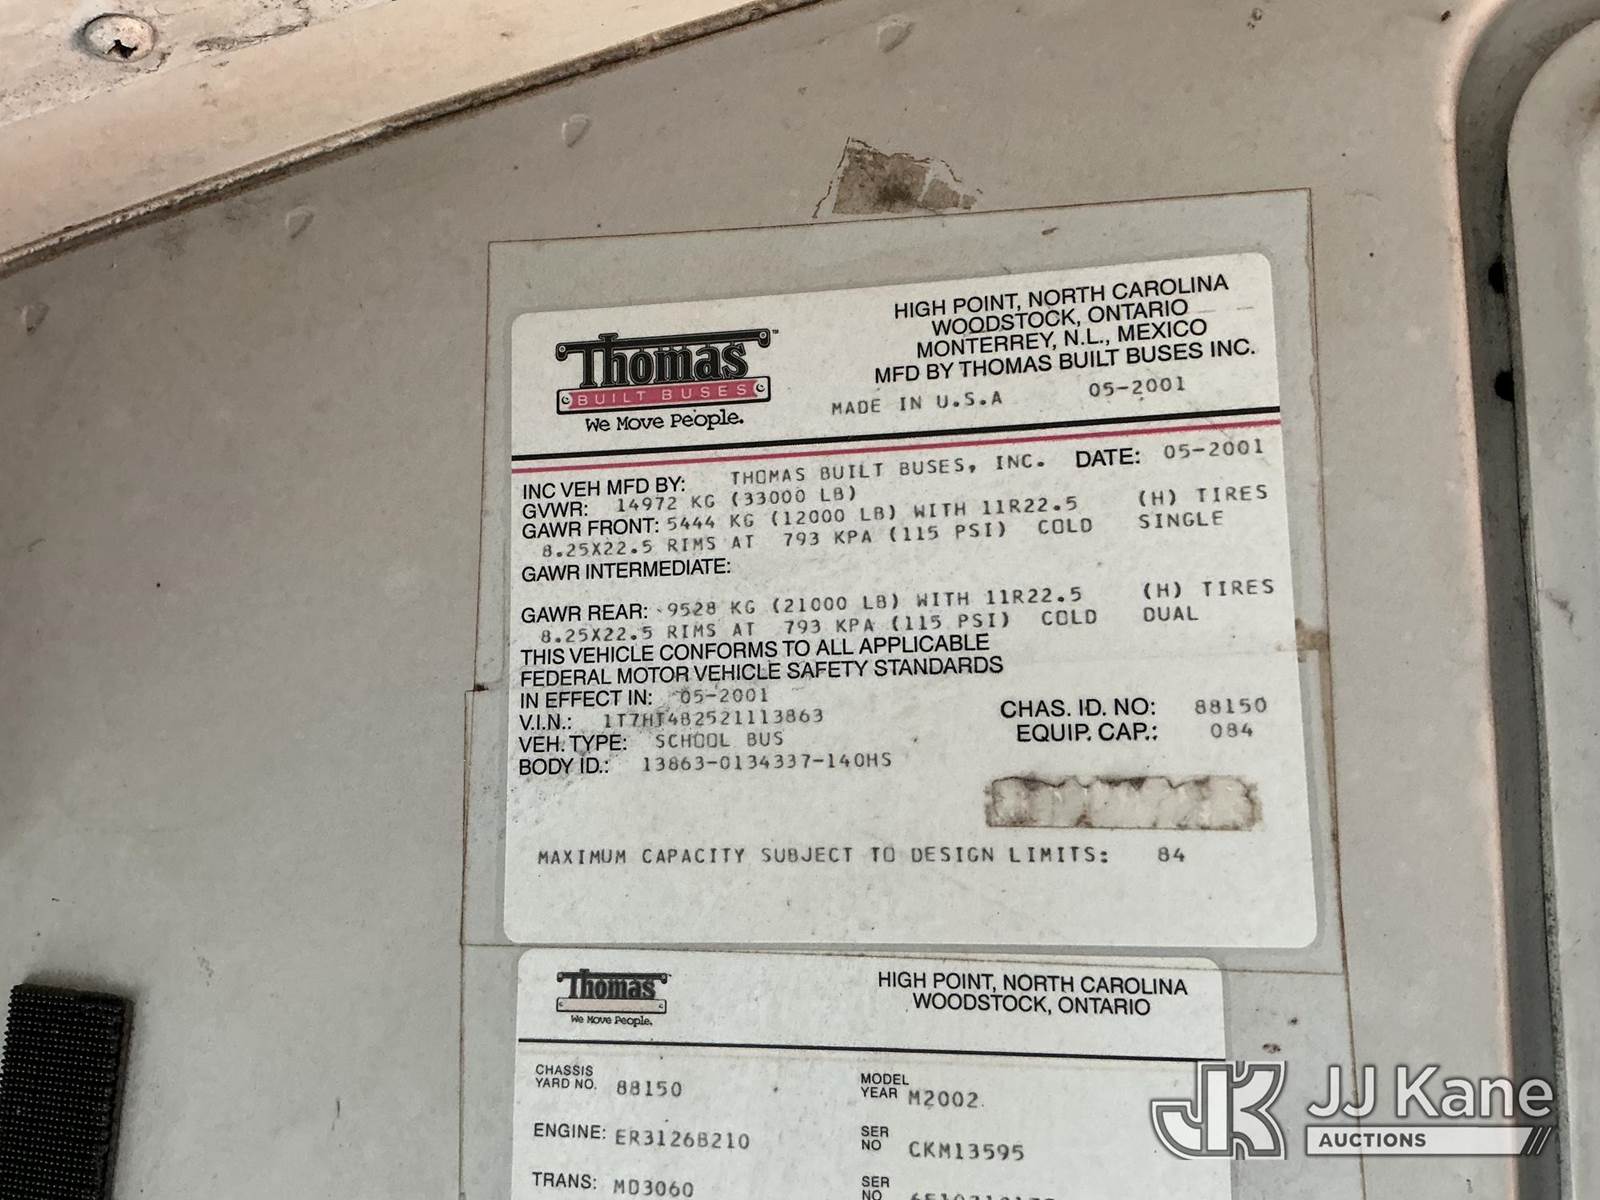 Thomas™
BUILT BUSES
We Move People.
HIGH POINT, NORTH CAROLINA
WOODSTOCK, ONTARIO
MONTERREY, N.L., MEXICO
MFD BY THOMAS BUILT BUSES INC.
MADE IN U.S.A 05-2001
INC VEH MFD BY: THOMAS BUILT BUSES, INC. DATE: 05-2001
GVWR: 14972 KG (33000 LB)
GAWR FRONT: 5444 KG (12000 LB) WITH 11R22.5 (H) TIRES
8.25X22.5 RIMS AT 793 KPA (115 PSI) COLD SINGLE
GAWR INTERMEDIATE:
GAWR REAR: 9528 KG (21000 LB) WITH 11R22.5 (H) TIRES
8.25X22.5 RIMS AT 793 KPA (115 PSI) COLD DUAL
THIS VEHICLE CONFORMS TO ALL APPLICABLE
FEDERAL MOTOR VEHICLE SAFETY STANDARDS
IN EFFECT IN: 05-2001
V.I.N.: 1T7HT4B2521113863
CHAS. ID. NO: 88150
VEH. TYPE: SCHOOL BUS
EQUIP. CAP.: 084
BODY ID.: 13863-0134337-140HS
MAXIMUM CAPACITY SUBJECT TO DESIGN LIMITS: 84
Thomas
We Move People.
HIGH POINT, NORTH CAROLINA
WOODSTOCK, ONTARIO
CHASSIS
YARD NO. 88150
MODEL
YEAR M2002
ENGINE: ER3126B210
SER
NO CKM13595
TRANS: MD3060
SER
NO
JK JJ Kane
AUCTIONS